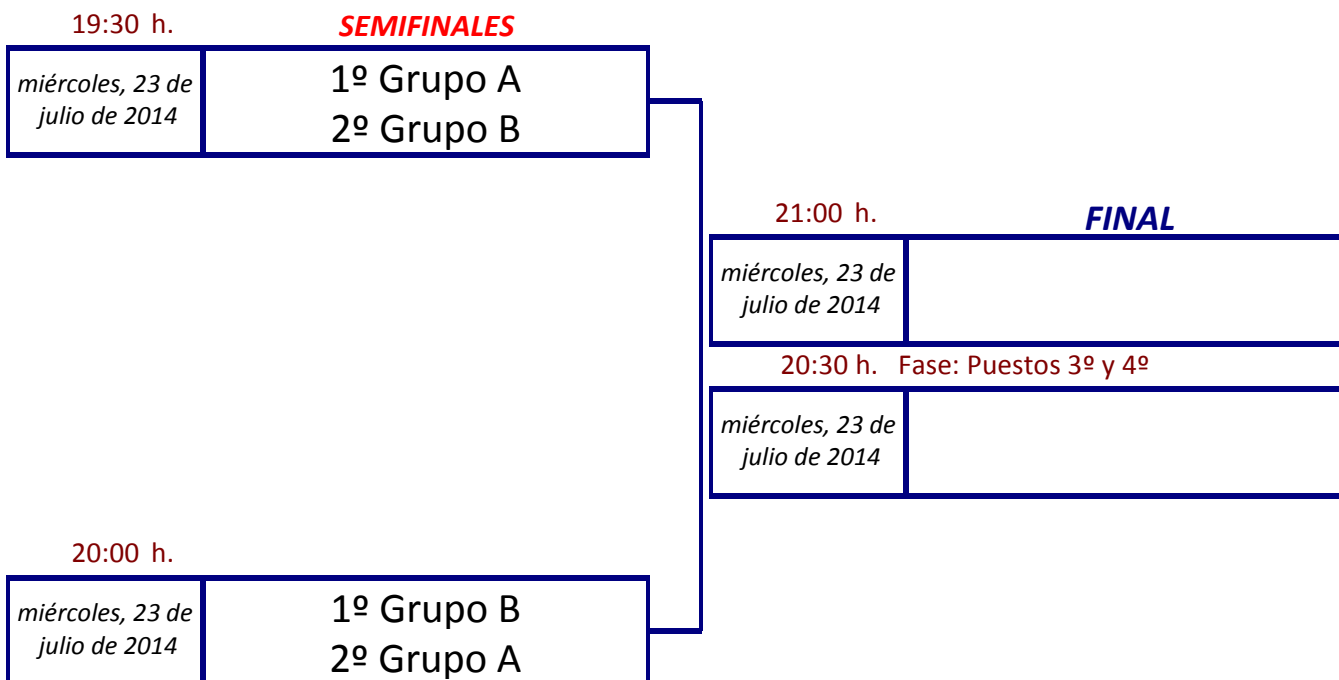 19:30 h. SEMIFINALES
miércoles, 23 de
julio de 2014
1º Grupo A
2º Grupo B
21:00 h. FINAL
miércoles, 23 de
julio de 2014
20:30 h. Fase: Puestos 3º y 4º
miércoles, 23 de
julio de 2014
20:00 h.
miércoles, 23 de
julio de 2014
1º Grupo B
2º Grupo A